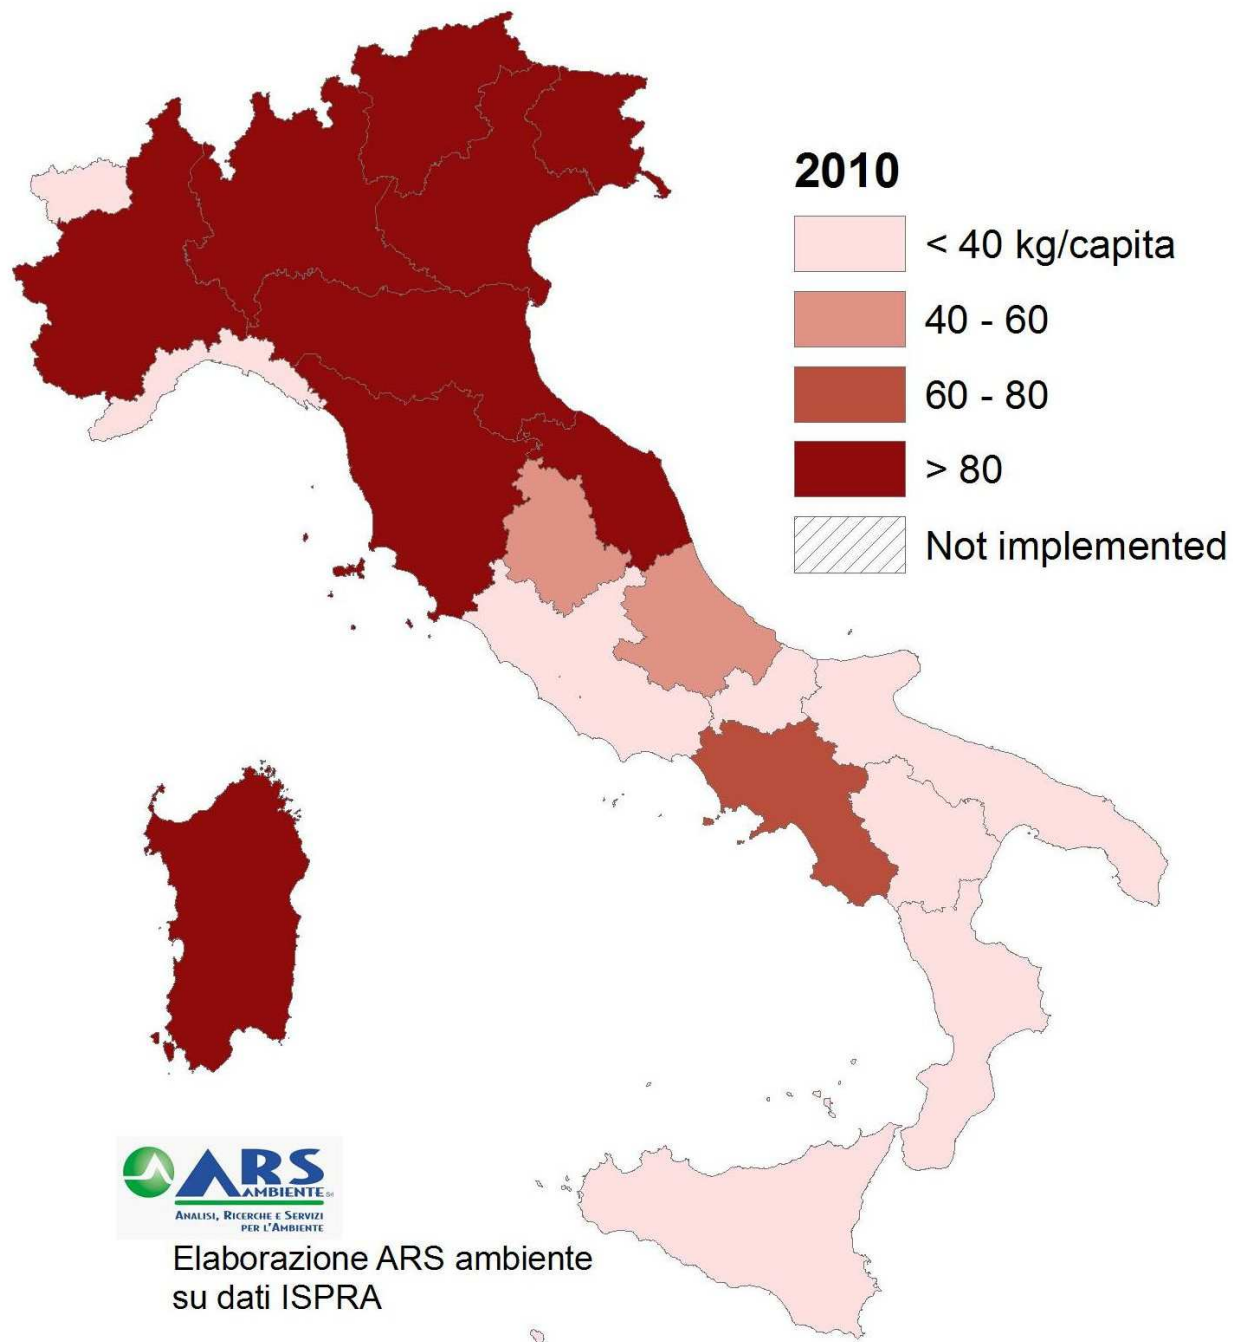 2010
< 40 kg/capita
40 - 60
60 - 80
> 80
Not implemented
ARS
AMBIENTE Srl
ANALISI, RICERCHE E SERVIZI
PER L'AMBIENTE
Elaborazione ARS ambiente
su dati ISPRA